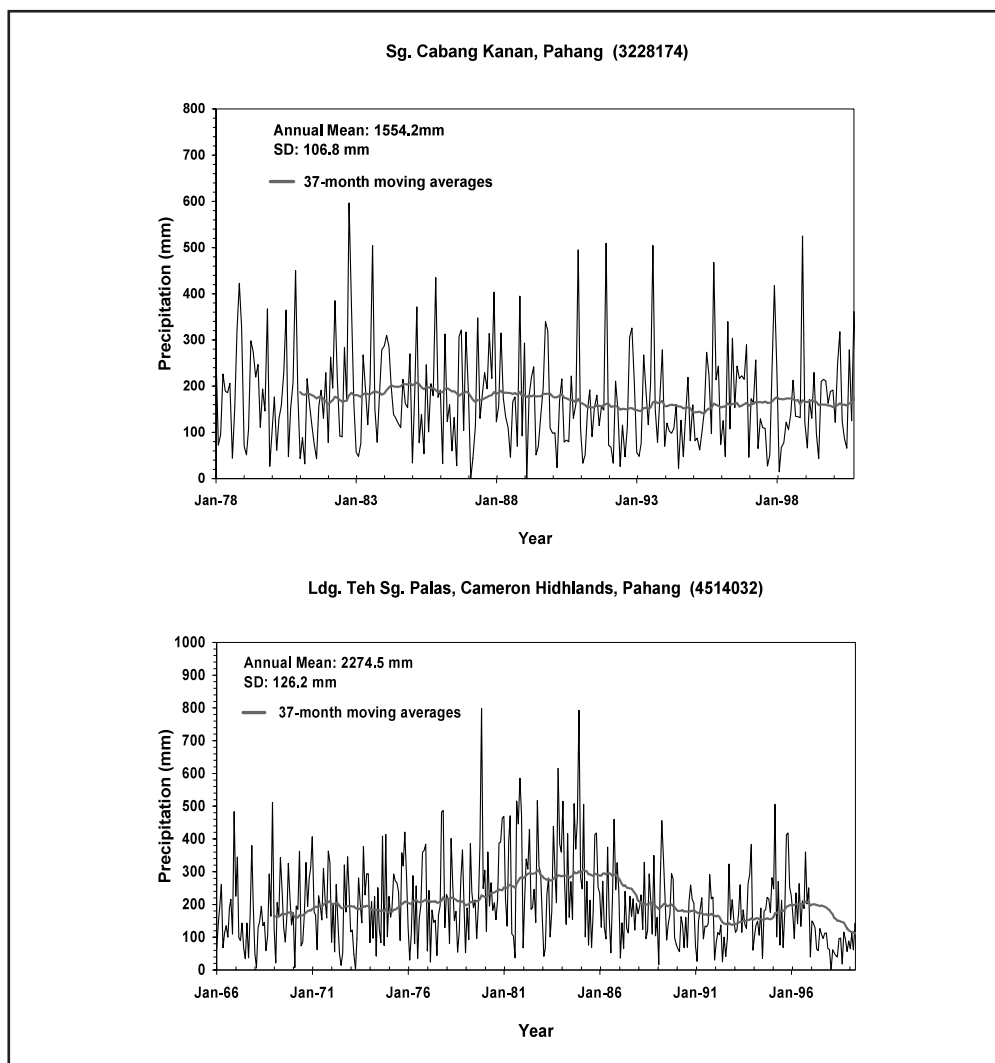 Sg. Cabang Kanan, Pahang (3228174)
800
700
600
500
400
300
200
100
0
Precipitation (mm)
Annual Mean: 1554.2mm
SD: 106.8 mm
37-month moving averages
Jan-78 Jan-83 Jan-88 Jan-93 Jan-98
Year
Ldg. Teh Sg. Palas, Cameron Hidhlands, Pahang (4514032)
1000
900
800
700
600
500
400
300
200
100
0
Precipitation (mm)
Annual Mean: 2274.5 mm
SD: 126.2 mm
37-month moving averages
Jan-66 Jan-71 Jan-76 Jan-81 Jan-86 Jan-91 Jan-96
Year